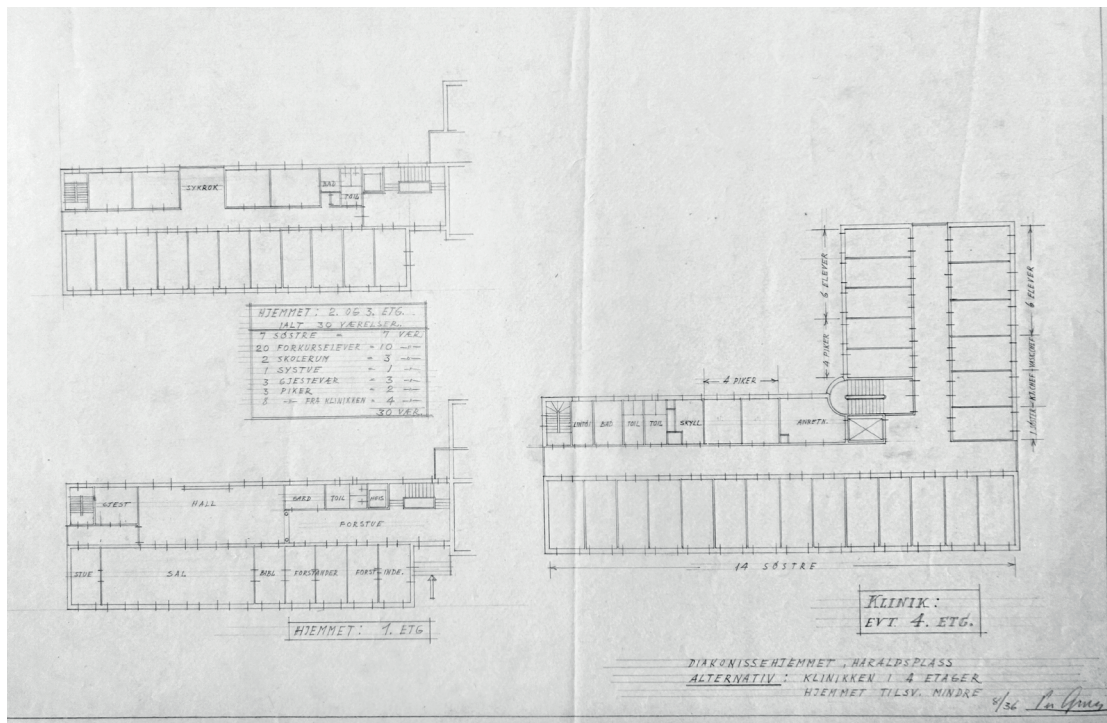 SYKROK
BAD
TOIL
HJEMMET: 2. OG 3. ETG.
IALT 30 VÆRELSER.
7 SØSTRE = 7 VÆR.
20 FORKURSELEVER = 10 -"-
2 SKOLERUM = 3 -"-
1 SYSTUE = 1 -"-
3 GJESTEVÆR = 3 -"-
3 PIKER = 2 -"-
8 -"- FRA KLINIKKEN = 4 -"-
30 VÆR.
GJEST
HALL
GARD
TOIL
HEIS
FORSTUE
STUE
SAL
BIBL
FORSTANDER
FORST-INDE.
HJEMMET: 1. ETG
6 ELEVER
4 PIKER
6 ELEVER
4 PIKER
BAD
TOIL
TOIL
SKYLL
ANRETN.
14 SØSTRE
KLINIK:
EVT 4. ETG.
DIAKONISSEHJEMMET, HARALDSPLASS
ALTERNATIV: KLINIKKEN I 4 ETAGER
HJEMMET TILSV. MINDRE
8/36